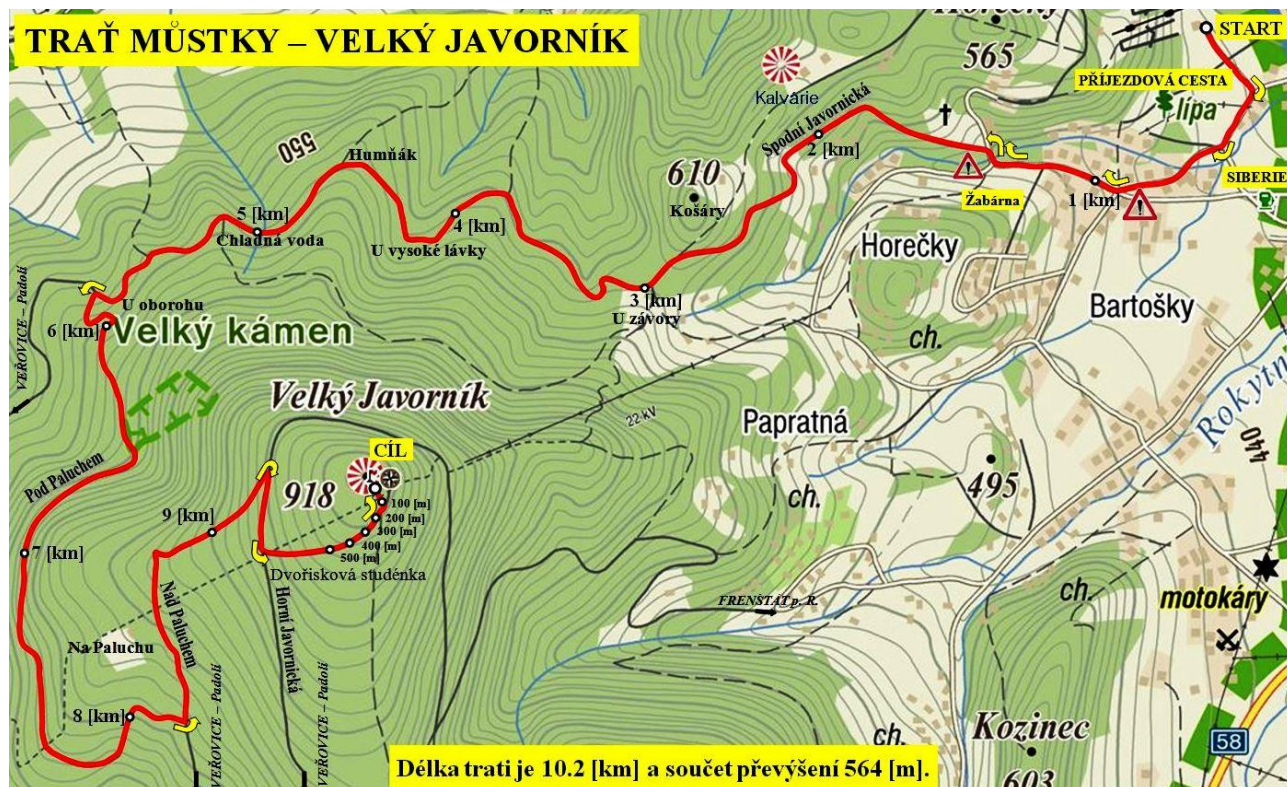 TRAŤ MŮSTKY – VELKÝ JAVORNÍK
Horečky
565
START
PŘÍJEZDOVÁ CESTA
lípa
Kalvárie
Spodní Javornická
2 [km]
550
Humňák
610
Košáry
Žabárna
1 [km]
SIBERIE
5 [km]
Chladná voda
4 [km]
U vysoké lávky
Horečky
3 [km]
U závory
Bartošky
U oborohu
6 [km]
Velký kámen
VEŘOVICE – Padolí
ch.
Rokytn
Velký Javorník
22 kV
Papratná
440
CÍL
Pod Paluchem
918
495
ch.
100 [m]
200 [m]
300 [m]
400 [m]
500 [m]
9 [km]
7 [km]
Dvořisková studénka
Nad Paluchem
Horní Javornická
FRENŠTÁT p. R.
ch.
motokáry
Na Paluchu
8 [km]
VEŘOVICE – Padolí
VEŘOVICE – Padolí
Kozinec
603
ch.
58
Délka trati je 10.2 [km] a součet převýšení 564 [m].